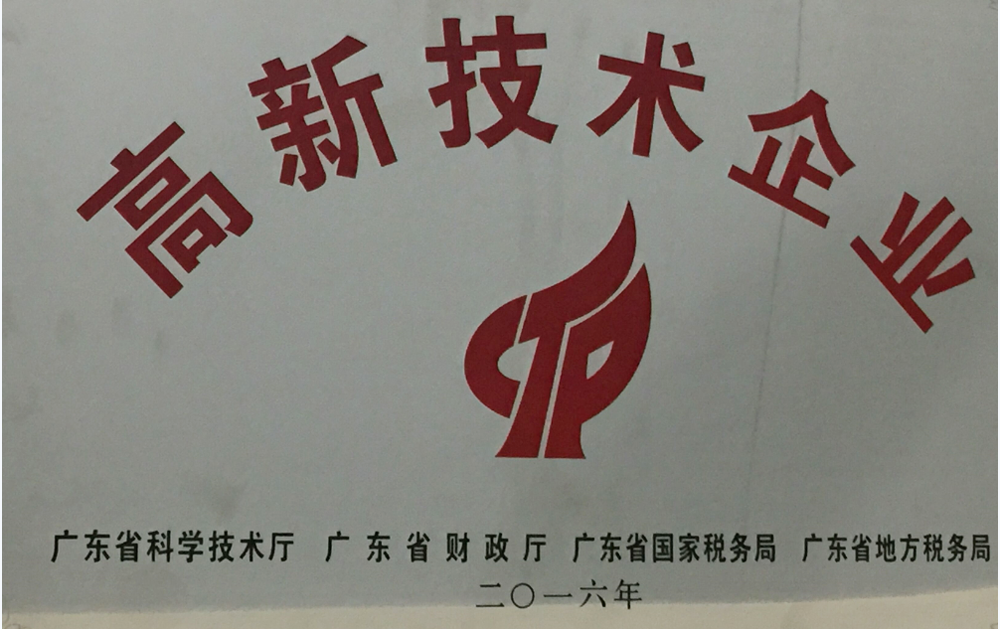 高新技术企业
广东省科学技术厅 广东省财政厅 广东省国家税务局 广东省地方税务局
二〇一六年